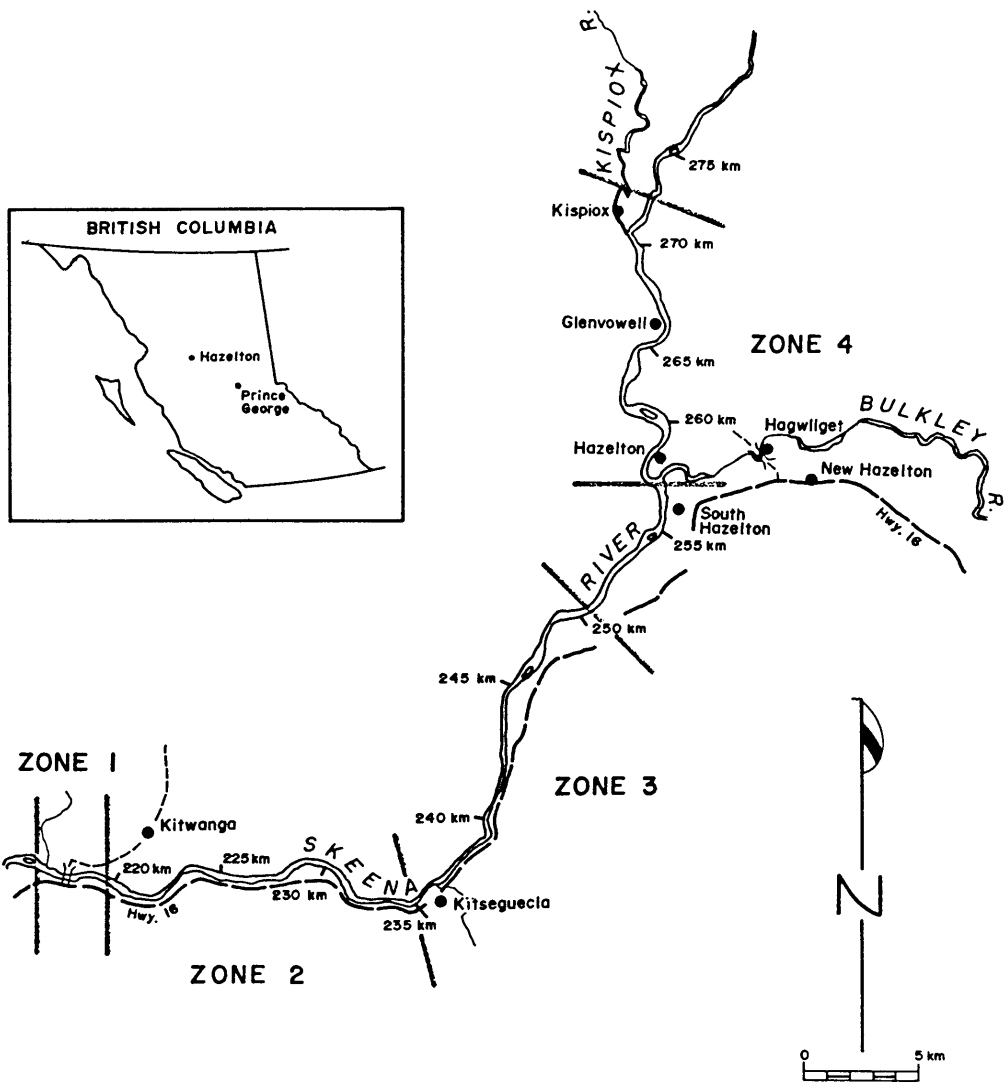 R.
KISPIOX
275 km
Kispiox
270 km
BRITISH COLUMBIA
Glenvowell
ZONE 4
265 km
Hazelton
Prince
George
260 km
BULKLEY
Hagwilget
Hazelton
New Hazelton
R.
South
Hazelton
Hwy. 16
255 km
RIVER
250 km
245 km
ZONE 1
ZONE 3
Kitwanga
240 km
SKEENA
220 km
225 km
230 km
Hwy. 16
Kitseguecla
235 km
N
ZONE 2
0
5 km